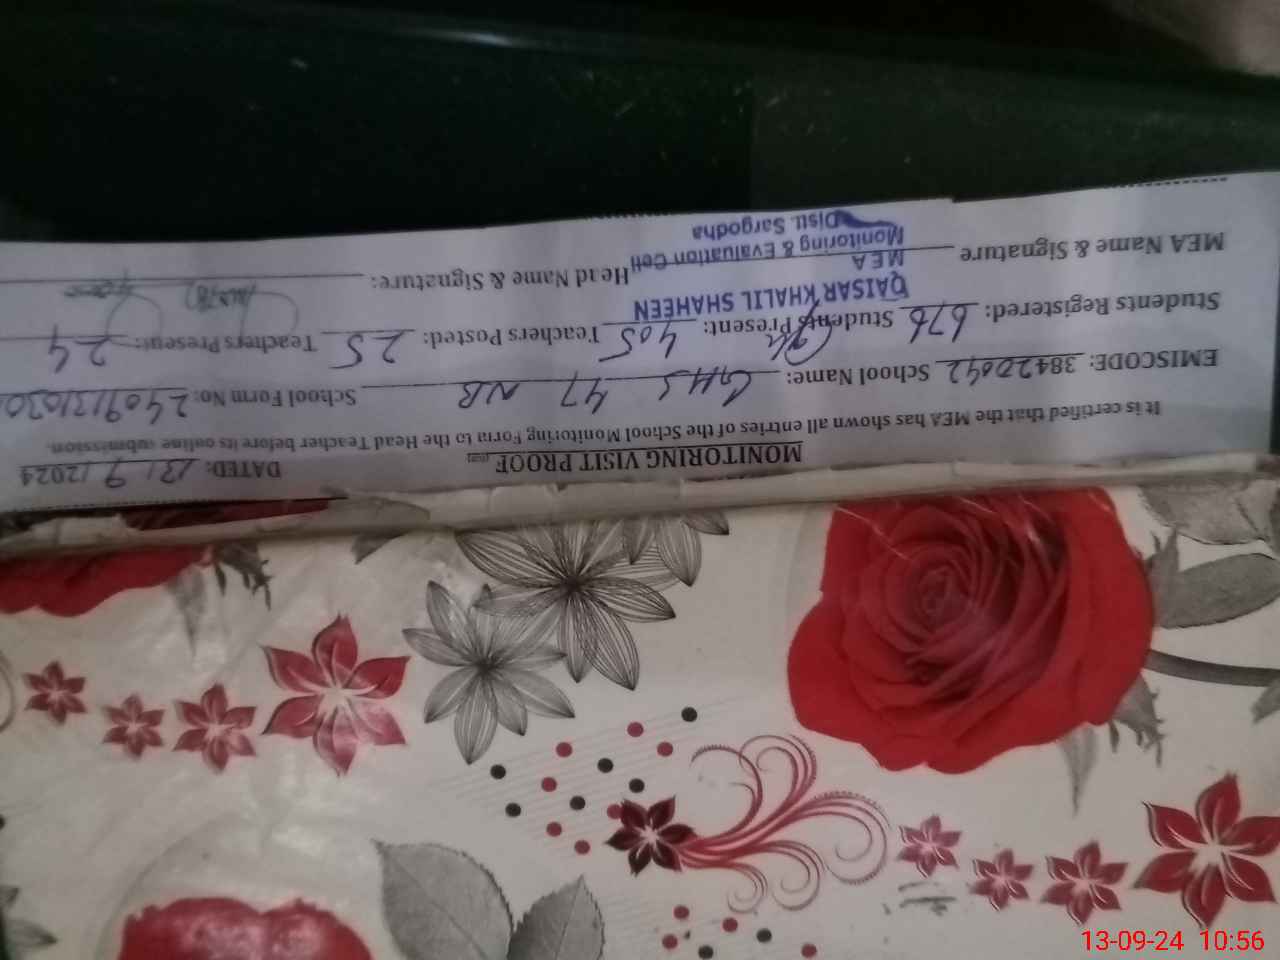 MONITORING VISIT PROOF
DATED: 13/9/2024
It is certified that the MEA has shown all entries of the School Monitoring Form to the Head Teacher before its online submission.
EMISCODE: 38420042 School Name: GHS 47 NB School Form No: 2409131030
Students Registered: 676 Students Present: 405 Teachers Posted: 25 Teachers Present: 24
MEA Name & Signature Head Name & Signature:
QAISAR KHALIL SHAHEEN
MEA
Monitoring & Evaluation Cell
Distt. Sargodha
13-09-24 10:56